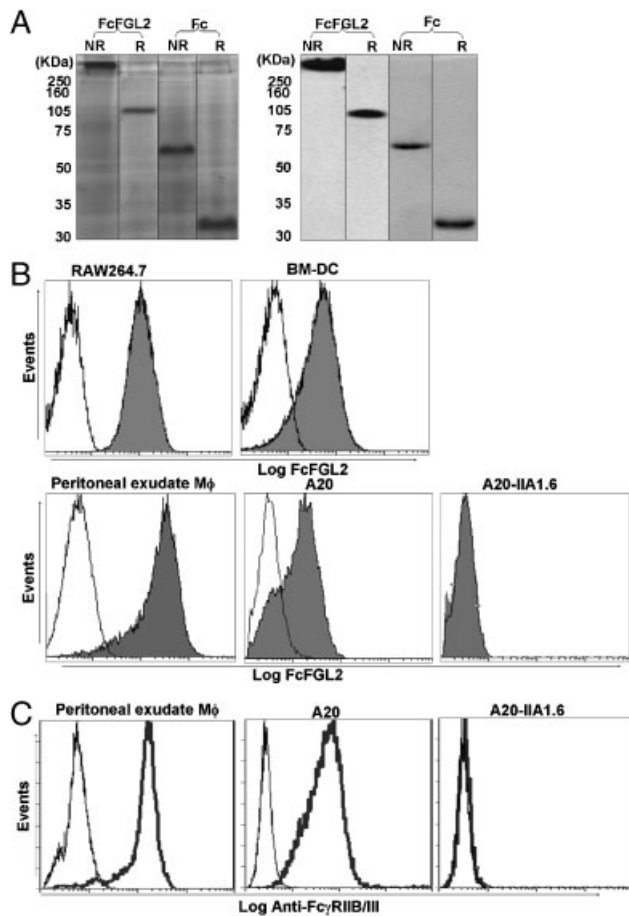 A
FcFGL2 Fc FcFGL2 Fc
NR R NR R NR R NR R
(KDa) (KDa)
250 250
160 160
105 105
75 75
50 50
35 35
30 30
B
RAW264.7 BM-DC
Events
Log FcFGL2
Peritoneal exudate Mϕ A20 A20-IIA1.6
Events
Log FcFGL2
C
Peritoneal exudate Mϕ A20 A20-IIA1.6
Events
Log Anti-FcγRIIB/III